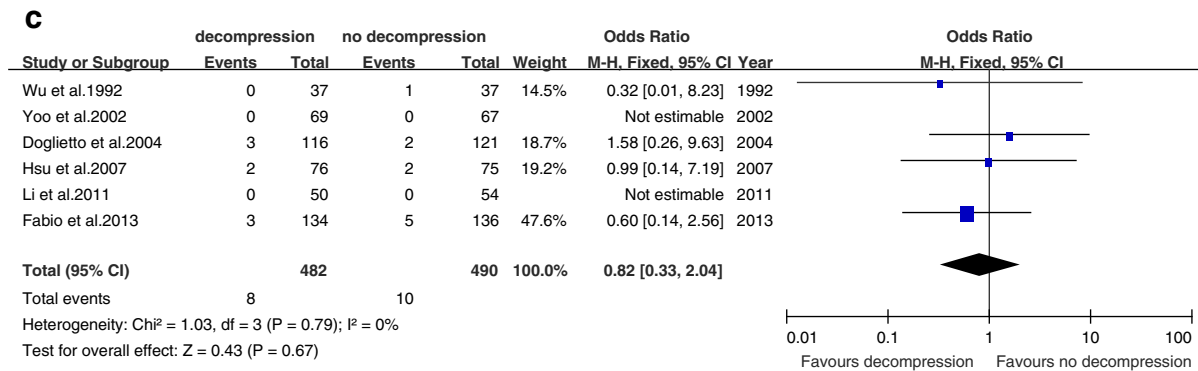 c
decompression no decompression Odds Ratio Odds Ratio
Study or Subgroup Events Total Events Total Weight M-H, Fixed, 95% CI Year M-H, Fixed, 95% CI
Wu et al.1992 0 37 1 37 14.5% 0.32 [0.01, 8.23] 1992
Yoo et al.2002 0 69 0 67 Not estimable 2002
Doglietto et al.2004 3 116 2 121 18.7% 1.58 [0.26, 9.63] 2004
Hsu et al.2007 2 76 2 75 19.2% 0.99 [0.14, 7.19] 2007
Li et al.2011 0 50 0 54 Not estimable 2011
Fabio et al.2013 3 134 5 136 47.6% 0.60 [0.14, 2.56] 2013
Total (95% CI) 482 490 100.0% 0.82 [0.33, 2.04]
Total events 8 10
Heterogeneity: Chi² = 1.03, df = 3 (P = 0.79); I² = 0%
Test for overall effect: Z = 0.43 (P = 0.67)
0.01 0.1 1 10 100
Favours decompression Favours no decompression